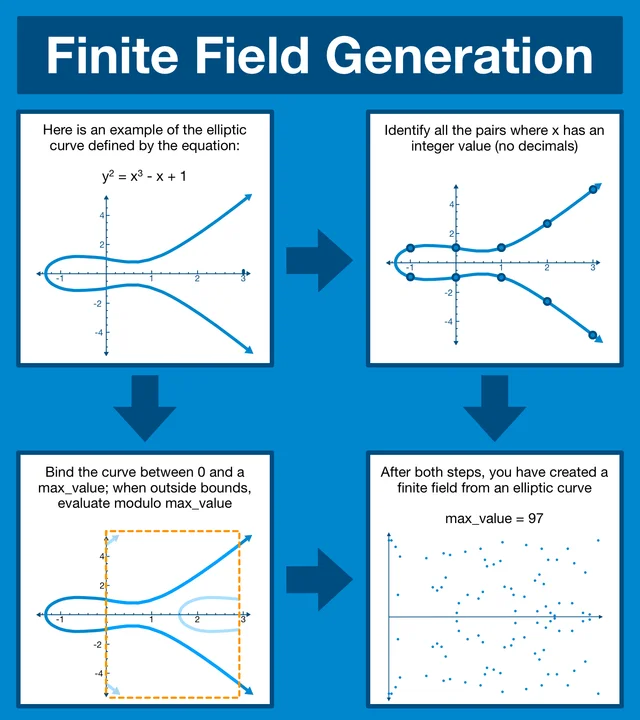 Finite Field Generation
Here is an example of the elliptic
curve defined by the equation:
y² = x³ - x + 1
4
2
-1
1
2
3
-2
-4
Identify all the pairs where x has an
integer value (no decimals)
4
2
-1
1
2
3
-2
-4
Bind the curve between 0 and a
max_value; when outside bounds,
evaluate modulo max_value
4
2
-1
1
2
3
-2
-4
After both steps, you have created a
finite field from an elliptic curve
max_value = 97